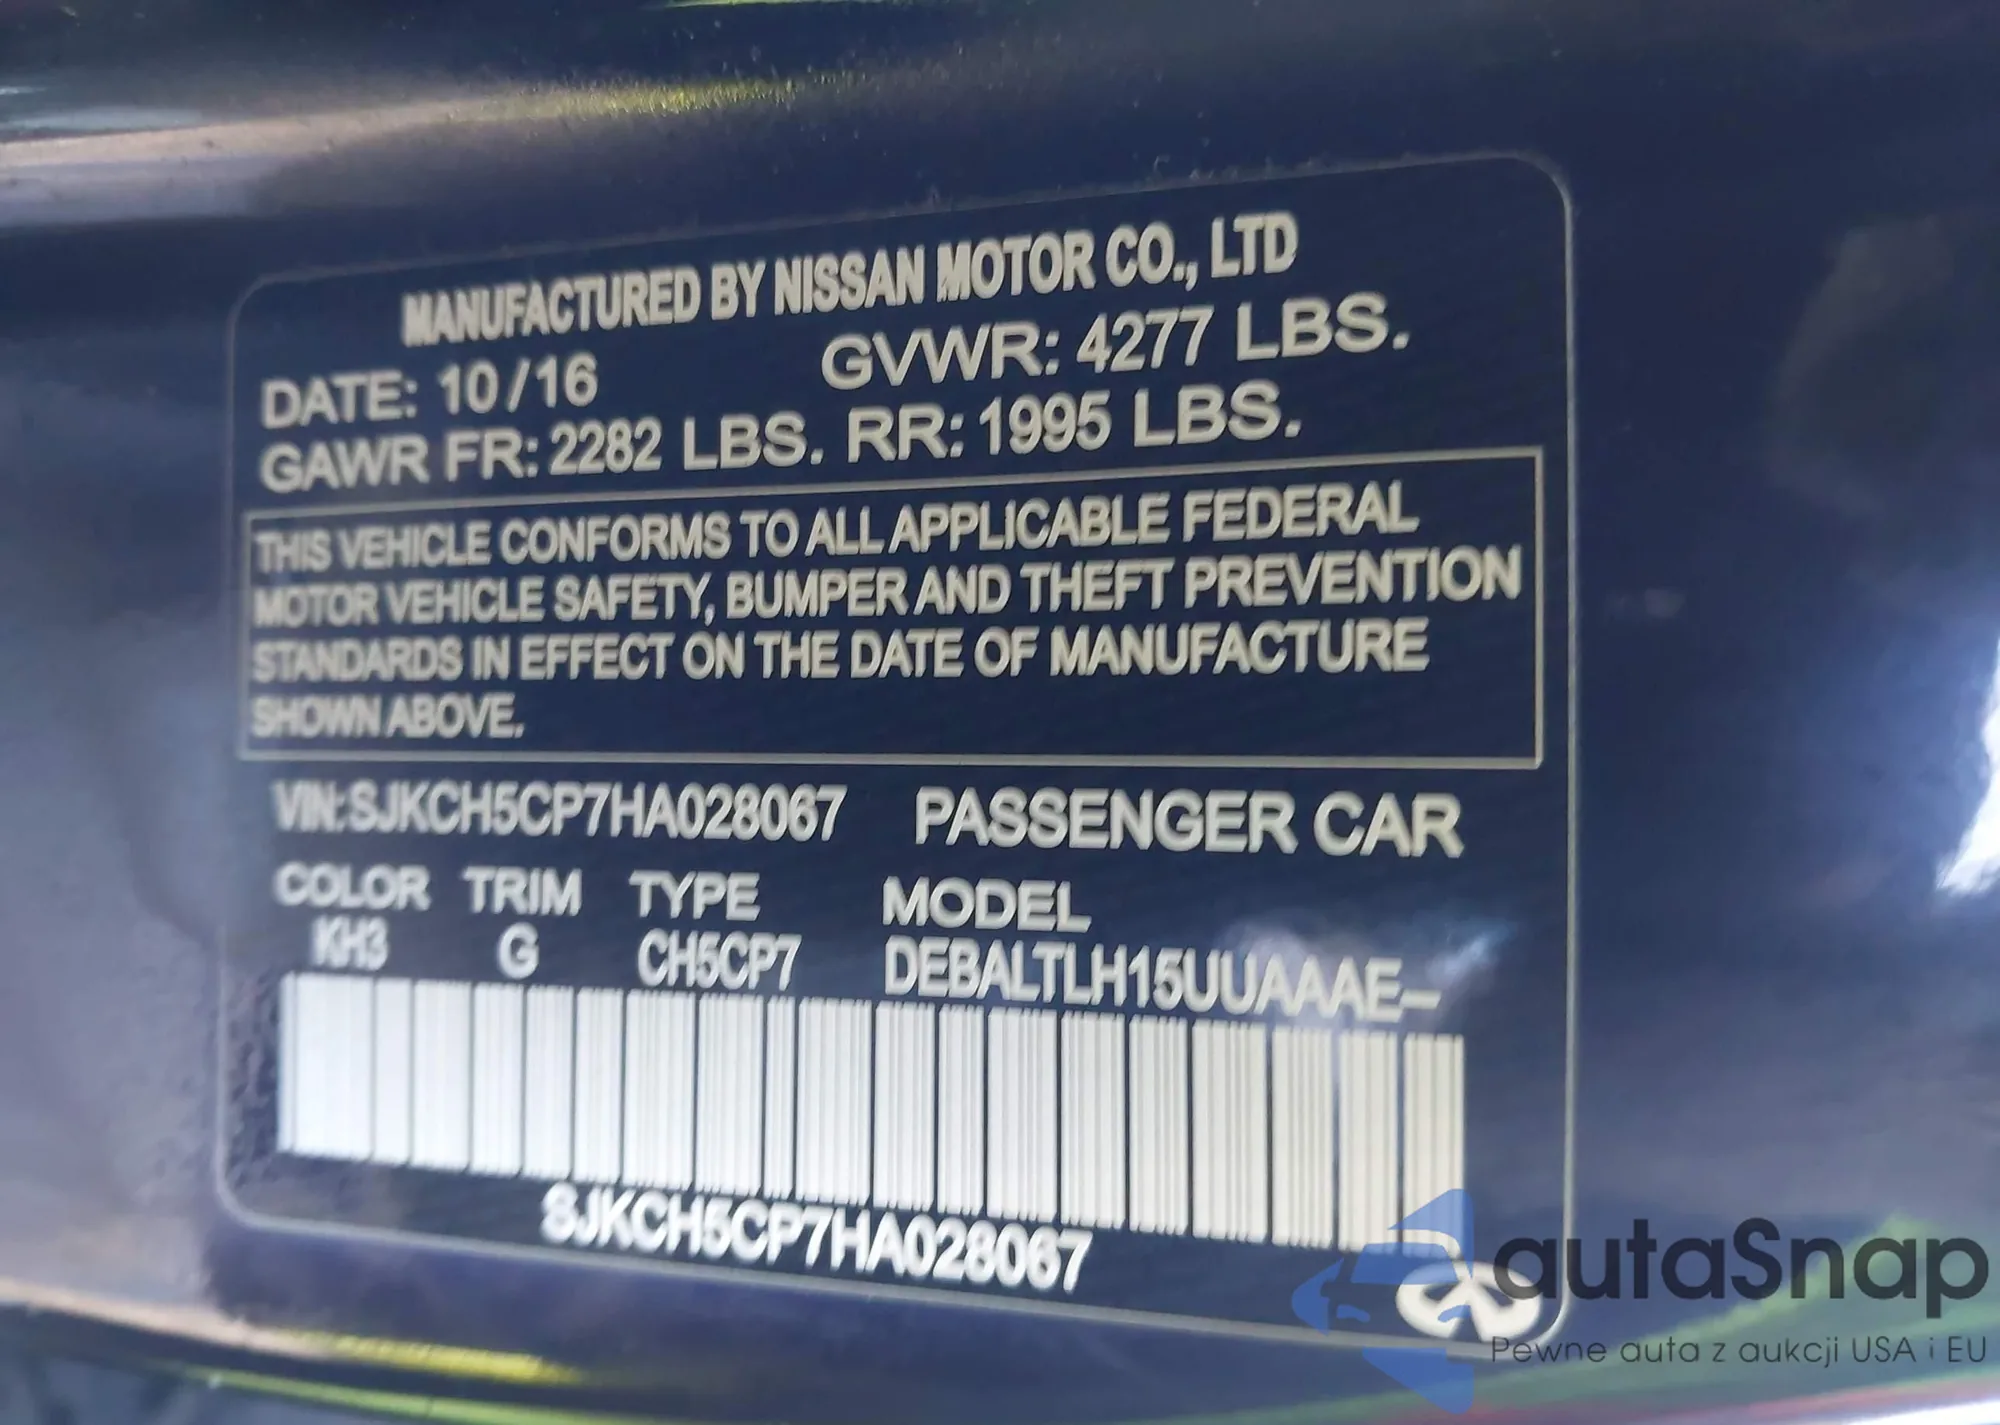 MANUFACTURED BY NISSAN MOTOR CO., LTD
DATE: 10/16 GVWR: 4277 LBS.
GAWR FR: 2282 LBS. RR: 1995 LBS.
THIS VEHICLE CONFORMS TO ALL APPLICABLE FEDERAL
MOTOR VEHICLE SAFETY, BUMPER AND THEFT PREVENTION
STANDARDS IN EFFECT ON THE DATE OF MANUFACTURE
SHOWN ABOVE.
VIN:SJKCH5CP7HA028067 PASSENGER CAR
COLOR TRIM TYPE MODEL
KH3 G CH5CP7 DEBALTLH15UUAAAE-
SJKCH5CP7HA028067
autaSnap
Pewne auta z aukcji USA i EU